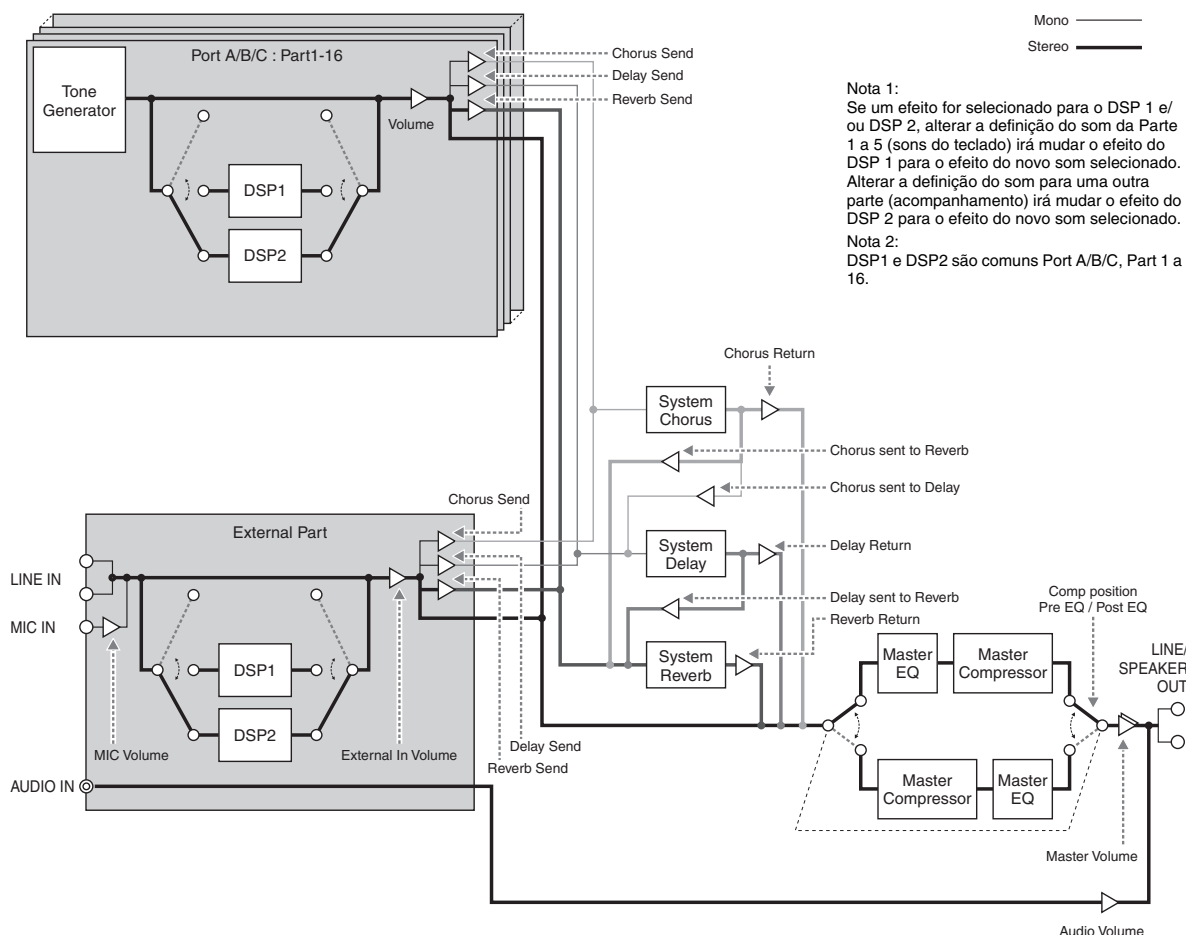 Mono
Stereo
Nota 1:
Se um efeito for selecionado para o DSP 1 e/
ou DSP 2, alterar a definição do som da Parte
1 a 5 (sons do teclado) irá mudar o efeito do
DSP 1 para o efeito do novo som selecionado.
Alterar a definição do som para uma outra
parte (acompanhamento) irá mudar o efeito do
DSP 2 para o efeito do novo som selecionado.
Nota 2:
DSP1 e DSP2 são comuns Port A/B/C, Part 1 a
16.
Port A/B/C : Part1-16
Tone
Generator
Volume
DSP1
DSP2
Chorus Send
Delay Send
Reverb Send
Chorus Return
System
Chorus
Chorus sent to Reverb
Chorus sent to Delay
System
Delay
Delay Return
Delay sent to Reverb
Reverb Return
System
Reverb
Chorus Send
External Part
LINE IN
MIC IN
DSP1
DSP2
MIC Volume
External In Volume
Delay Send
Reverb Send
AUDIO IN
Comp position
Pre EQ / Post EQ
Master
EQ
Master
Compressor
Master
Compressor
Master
EQ
LINE/
SPEAKER
OUT
Master Volume
Audio Volume